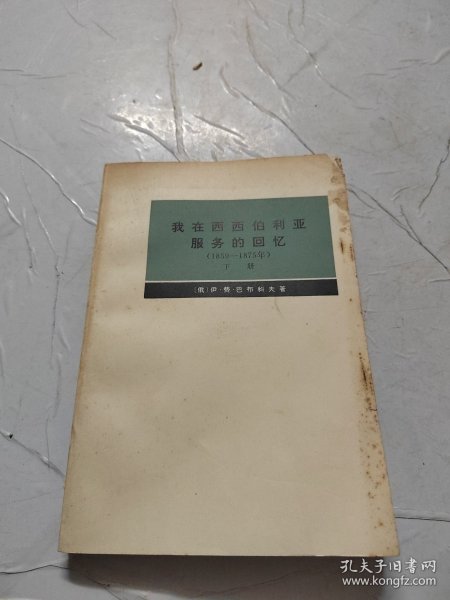 我在西西伯利亚
服务的回忆
(1859—1875年)
下册
〔俄〕伊·费·巴布科夫著
孔夫子旧书网
www.kongfz.com